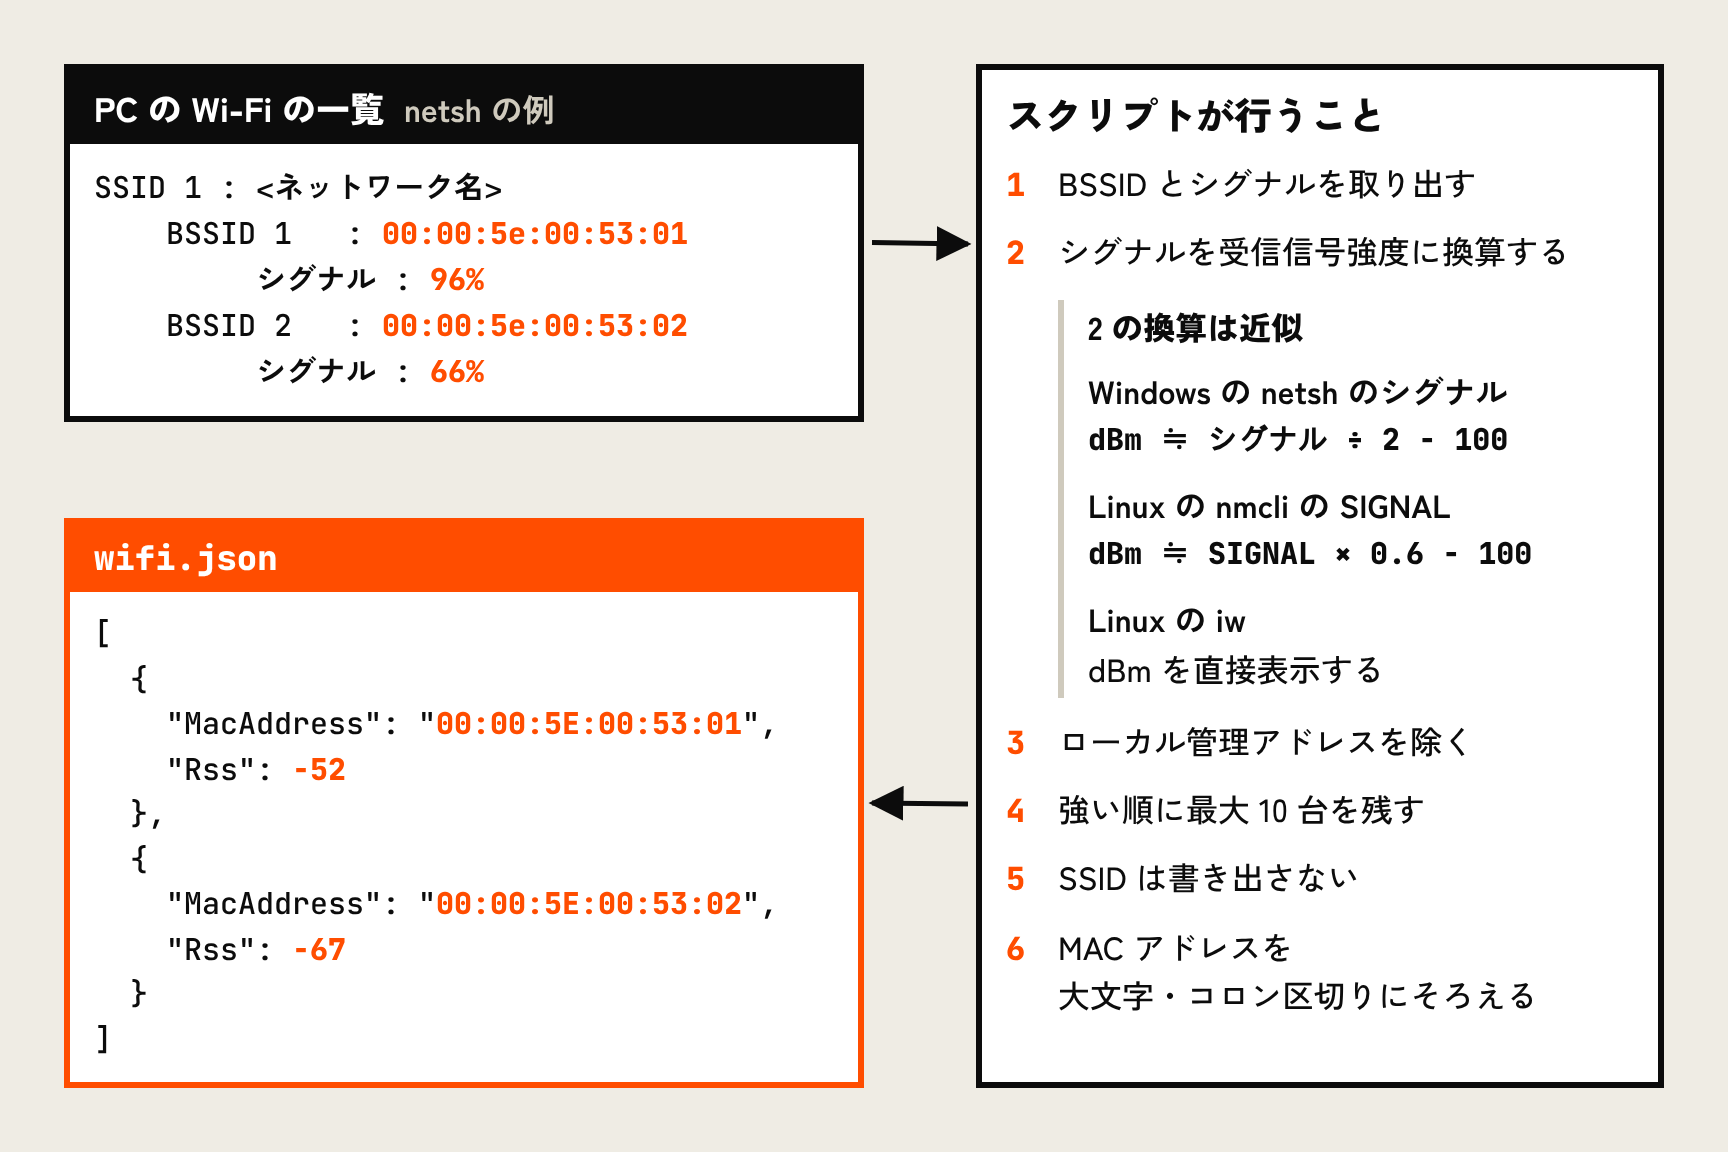 PC の Wi-Fi の一覧 netsh の例
SSID 1 : <ネットワーク名>
BSSID 1 : 00:00:5e:00:53:01
シグナル : 96%
BSSID 2 : 00:00:5e:00:53:02
シグナル : 66%
wifi.json
[
{
"MacAddress": "00:00:5E:00:53:01",
"Rss": -52
},
{
"MacAddress": "00:00:5E:00:53:02",
"Rss": -67
}
]
スクリプトが行うこと
1 BSSID とシグナルを取り出す
2 シグナルを受信信号強度に換算する
2 の換算は近似
Windows の netsh のシグナル
dBm ≒ シグナル ÷ 2 - 100
Linux の nmcli の SIGNAL
dBm ≒ SIGNAL × 0.6 - 100
Linux の iw
dBm を直接表示する
3 ローカル管理アドレスを除く
4 強い順に最大 10 台を残す
5 SSID は書き出さない
6 MAC アドレスを
大文字・コロン区切りにそろえる